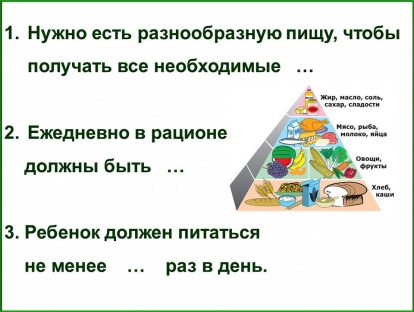 1. Нужно есть разнообразную пищу, чтобы
получать все необходимые ...
2. Ежедневно в рационе
должны быть ...
Жир, масло, соль,
сахар, сладости
Мясо, рыба,
молоко, яйца
Овощи,
фрукты
Хлеб,
каши
3. Ребенок должен питаться
не менее ... раз в день.